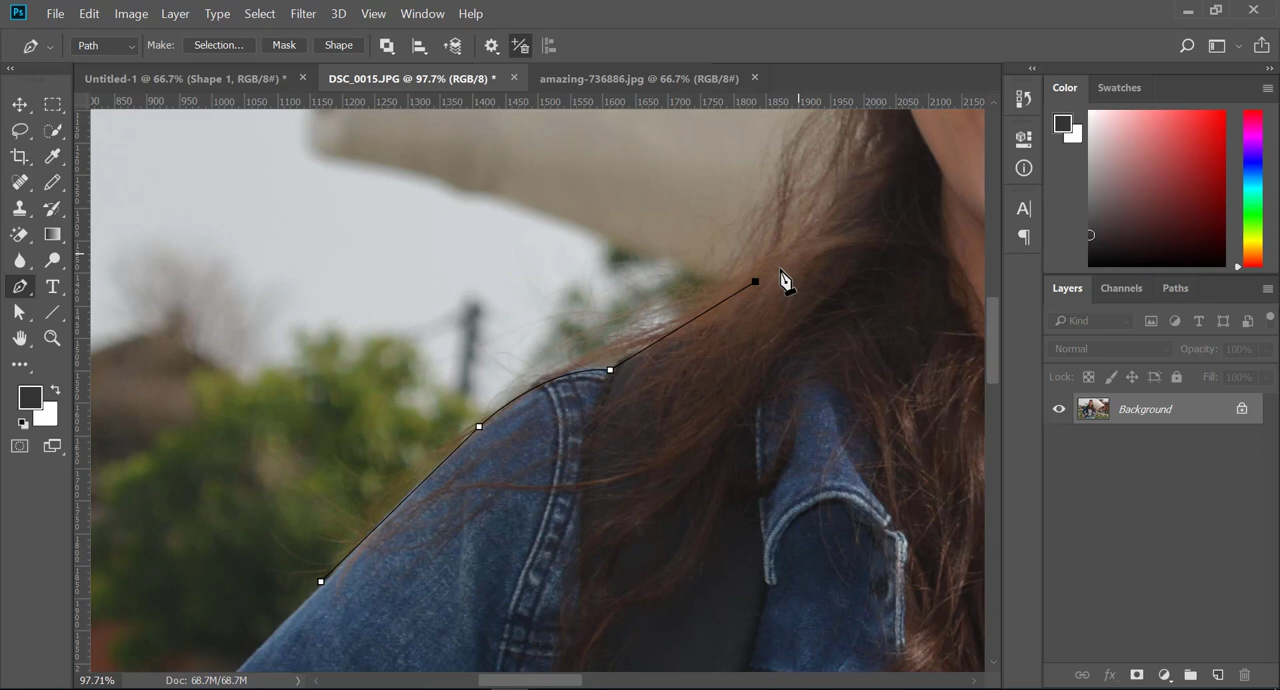 Ps File Edit Image Layer Type Select Filter 3D View Window Help
Path Make: Selection... Mask Shape
Untitled-1 @ 66.7% (Shape 1, RGB/8#) * × DSC_0015.JPG @ 97.7% (RGB/8) * × amazing-736886.jpg @ 66.7% (RGB/8#) ×
850 900 950 1000 1050 1100 1150 1200 1250 1300 1350 1400 1450 1500 1550 1600 1650 1700 1750 1800 1850 1900 1950 2000 2050 2100 2150
Color Swatches
Layers Channels Paths
Kind
Normal Opacity: 100%
Lock: Fill: 100%
Background
97.71% Doc: 68.7M/68.7M